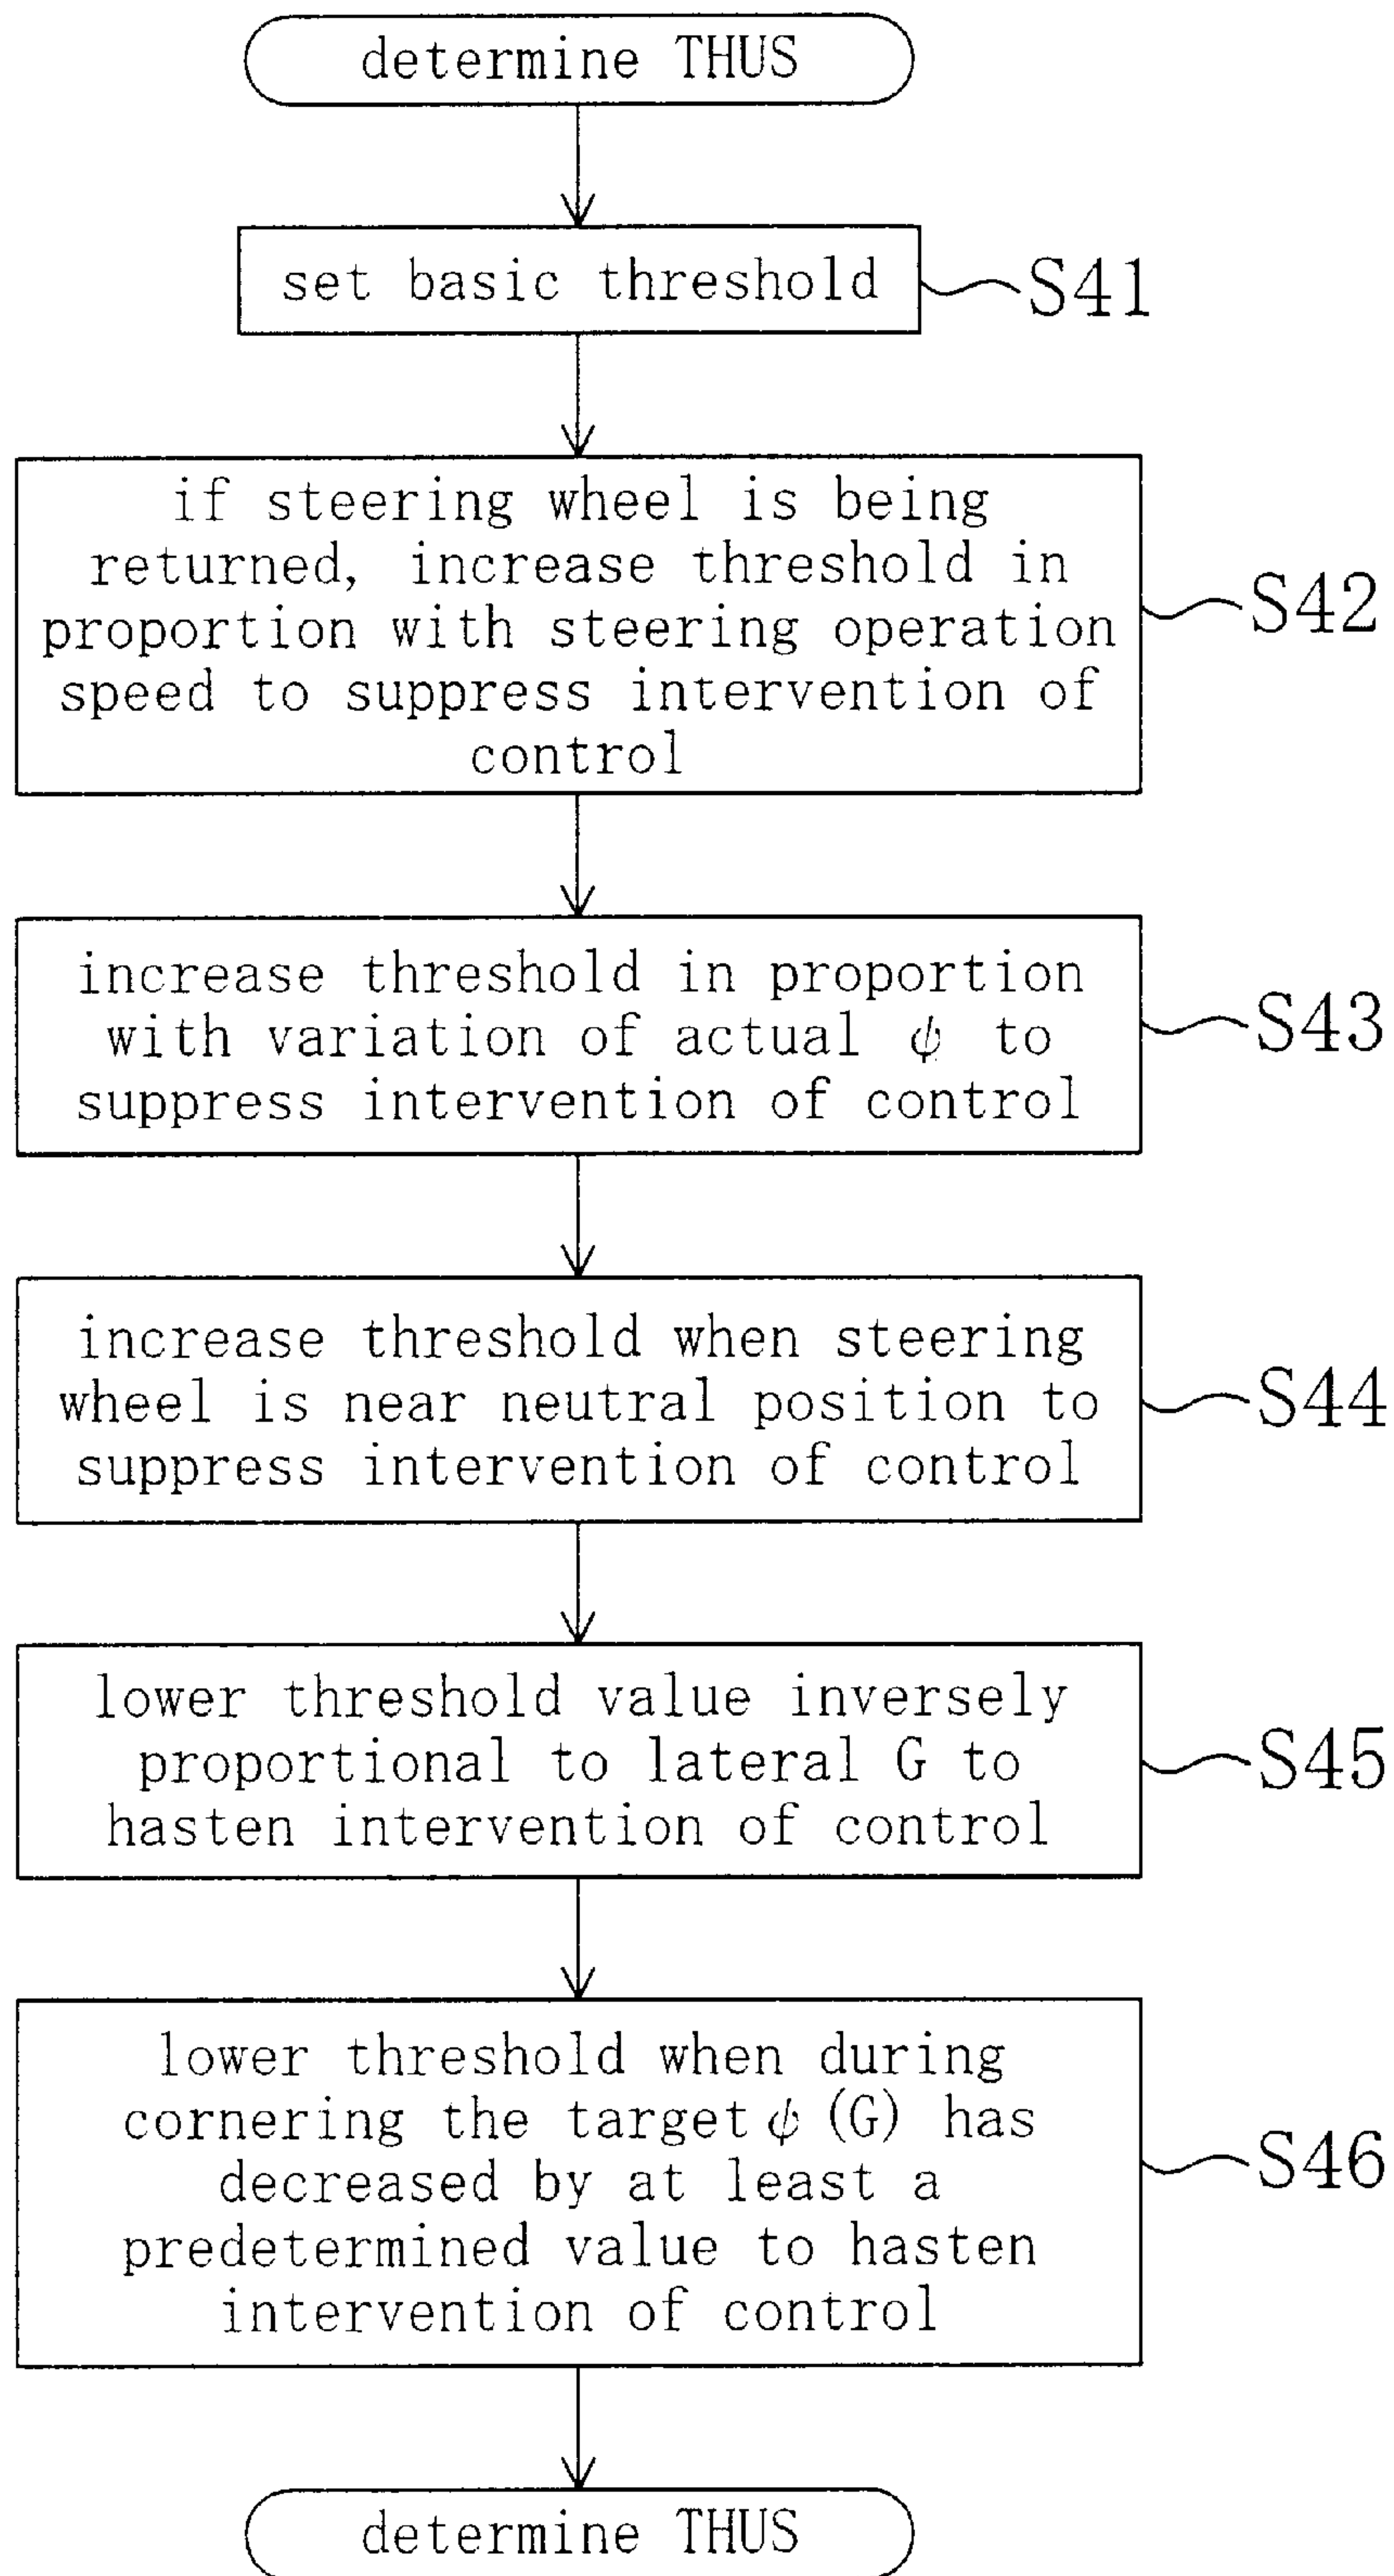 determine THUS
set basic threshold
S41
if steering wheel is being
returned, increase threshold in
proportion with steering operation
speed to suppress intervention of
control
S42
increase threshold in proportion
with variation of actual ψ to
suppress intervention of control
S43
increase threshold when steering
wheel is near neutral position to
suppress intervention of control
S44
lower threshold value inversely
proportional to lateral G to
hasten intervention of control
S45
lower threshold when during
cornering the target ψ (G) has
decreased by at least a
predetermined value to hasten
intervention of control
S46
determine THUS